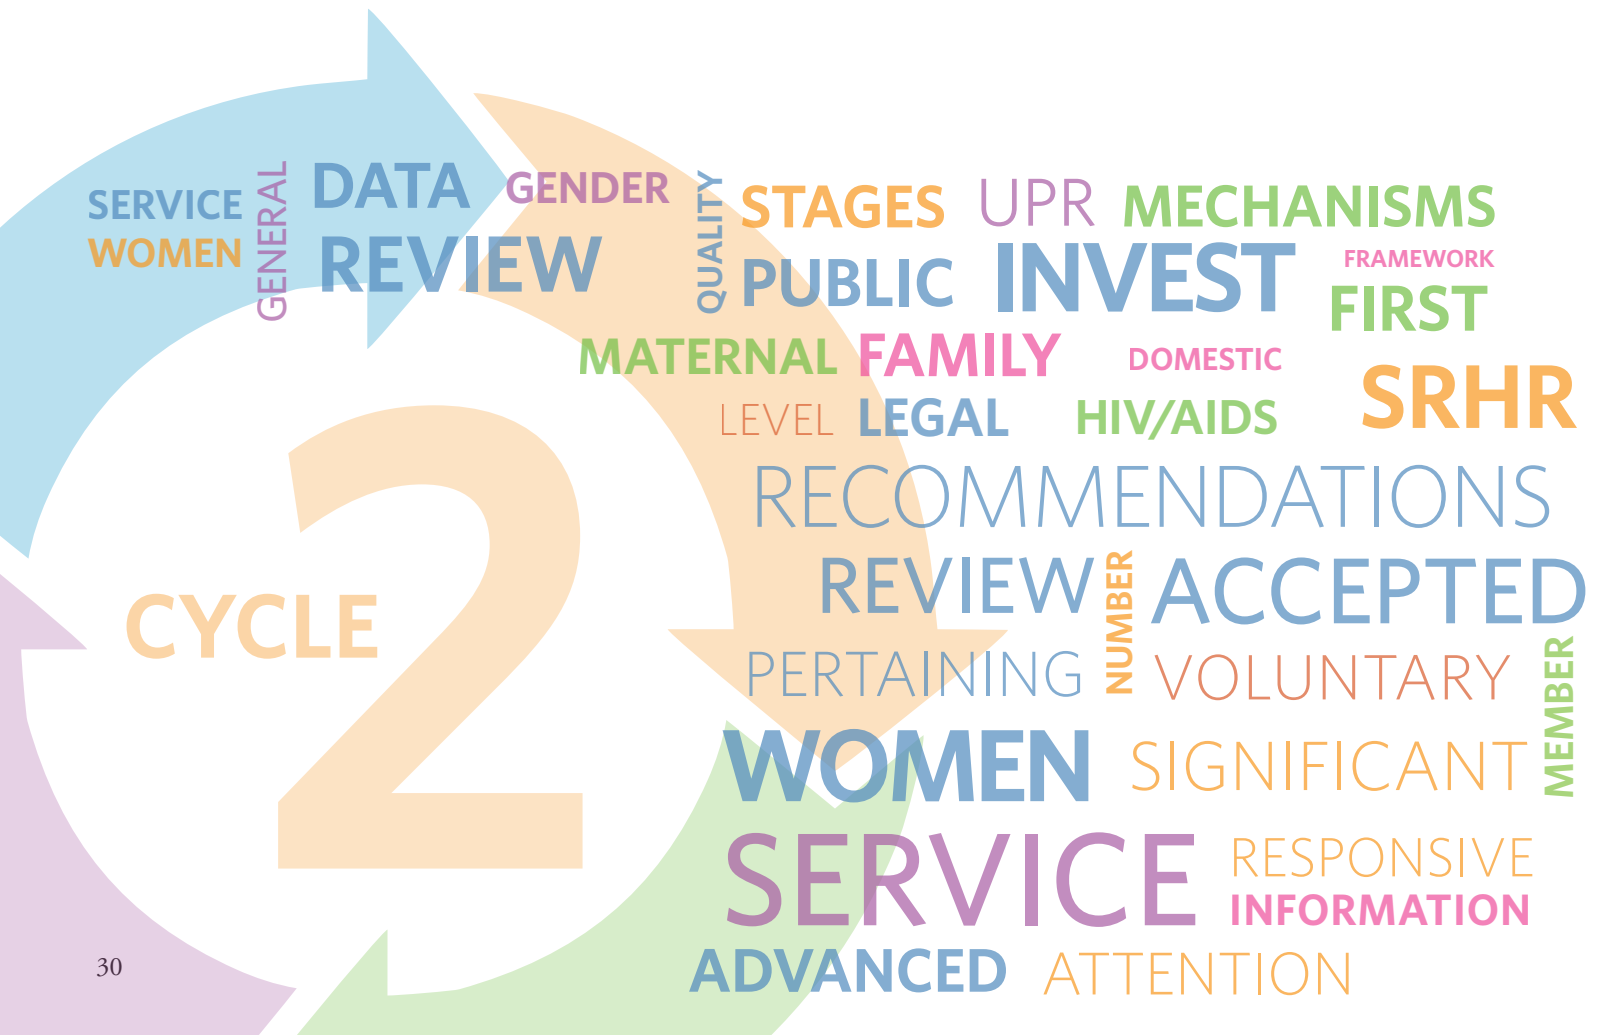 SERVICE
WOMEN
GENERAL
DATA
REVIEW
GENDER
QUALITY
STAGES
UPR
MECHANISMS
PUBLIC
INVEST
FRAMEWORK
FIRST
MATERNAL
FAMILY
DOMESTIC
SRHR
LEVEL
LEGAL
HIV/AIDS
RECOMMENDATIONS
REVIEW
NUMBER
ACCEPTED
CYCLE
2
PERTAINING
VOLUNTARY
MEMBER
WOMEN
SIGNIFICANT
SERVICE
RESPONSIVE
INFORMATION
ADVANCED
ATTENTION
30